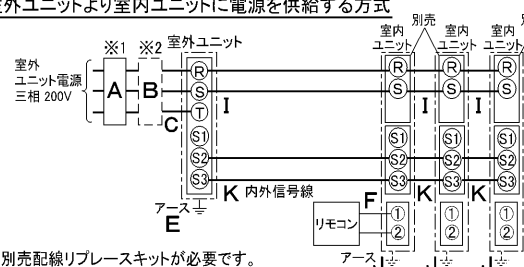 外ユニットより室内ユニットに電源を供給する方式
別売
※1 ※2 室外ユニット
室内
ユニット
室内
ユニット
室内
ユニット
室外
ユニット電源
三相 200V
A B C
R
S
T
S1
S2
S3
I I I
R
S
S1
S2
S3
①
②
R
S
S1
S2
S3
①
②
R
S
S1
S2
S3
①
②
K 内外信号線 K K
アース
E
F
リモコン
アース J J J
別売配線リプレースキットが必要です。